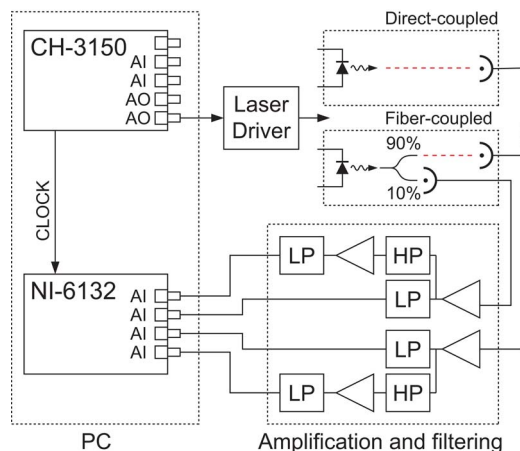 CH-3150
AI
AI
AO
AO
Laser
Driver
Direct-coupled
Fiber-coupled
90%
10%
CLOCK
NI-6132
AI
AI
AI
AI
LP
HP
LP
LP
LP
HP
PC
Amplification and filtering